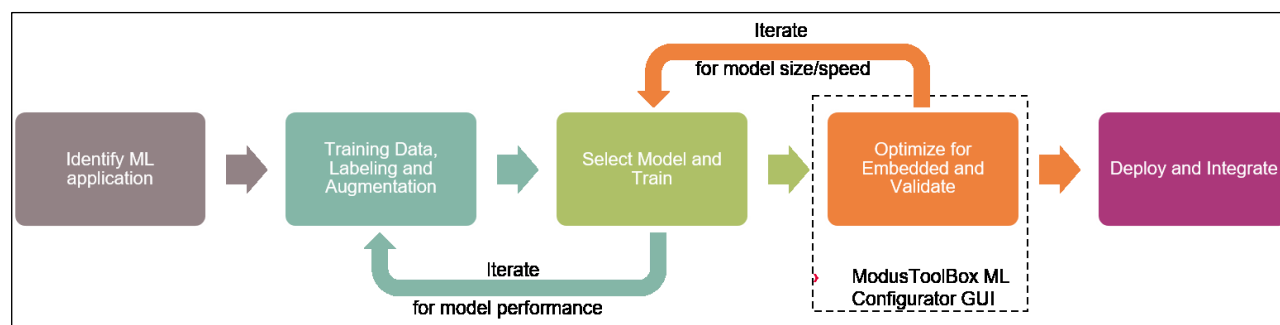 Iterate
for model size/speed
Identify ML
application
Training Data,
Labeling and
Augmentation
Select Model and
Train
Optimize for
Embedded and
Validate
Deploy and Integrate
Iterate
for model performance
ModusToolBox ML
Configurator GUI